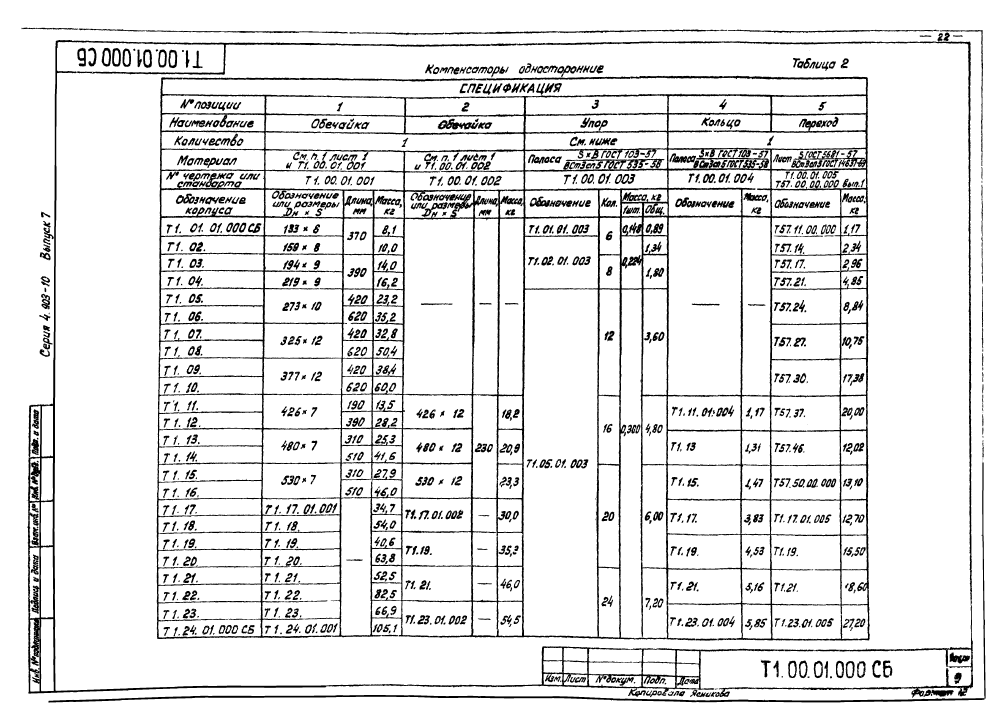 — 22 —
Т1.00.01.000 СБ
Компенсаторы односторонние
Таблица 2
СПЕЦИФИКАЦИЯ
№ позиции 1 2 3 4 5
Наименование Обечайка Обечайка Упор Кольцо Переход
Количество 1 См. ниже 1
Материал См. п. 1 лист 1 и Т1. 00. 01. 001 См. п. 1 лист 1 и Т1. 00. 01. 002 Полоса S×В ГОСТ 103-57 ВСт3сп5 ГОСТ 535-58 Полоса S×В ГОСТ 103-57 ВСт3сп5 ГОСТ 535-58 Лист S ГОСТ 5681-57 ВСт3сп5 ГОСТ 14637-69
№ чертежа или стандарта Т1. 00. 01. 001 Т1. 00. 01. 002 Т1. 00. 01. 003 Т1. 00. 01. 004 Т1. 00. 01. 005 Т57. 00. 00. 000 Вып.1
Обозначение корпуса Обозначение или размеры Dн × S Длина, мм Масса, кг Обозначение или размеры Dн × S Длина, мм Масса, кг Обозначение Кол. Масса, кг 1шт. Общ. Обозначение Масса, кг Обозначение Масса, кг
Т1. 01. 01. 000 СБ 133 × 6 370 8,1 — — — Т1. 01. 01. 003 6 0,148 0,89 — — Т57. 11. 00. 000 1,17
Т1. 02. 159 × 8 10,0 Т1. 02. 01. 003 0,224 1,34 Т57. 14. 2,34
Т1. 03. 194 × 9 390 14,0 8 1,80 Т57. 17. 2,96
Т1. 04. 219 × 9 16,2 Т57. 21. 4,85
Т1. 05. 273 × 10 420 23,2 Т1. 05. 01. 003 12 0,300 3,60 Т57. 24. 8,84
Т1. 06. 620 35,2
Т1. 07. 325 × 12 420 32,8 Т57. 27. 10,75
Т1. 08. 620 50,4
Т1. 09. 377 × 12 420 38,4 Т57. 30. 17,38
Т1. 10. 620 60,0
Т1. 11. 426 × 7 190 13,5 426 × 12 230 18,2 16 4,80 Т1. 11. 01. 004 1,17 Т57. 37. 20,00
Т1. 12. 390 28,2
Т1. 13. 480 × 7 310 25,3 480 × 12 20,9 Т1. 13 1,31 Т57. 46. 12,02
Т1. 14. 510 41,6
Т1. 15. 530 × 7 310 27,9 530 × 12 23,3 20 6,00 Т1. 15. 1,47 Т57. 50. 00. 000 13,10
Т1. 16. 510 46,0
Т1. 17. Т1. 17. 01. 001 — 34,7 Т1. 17. 01. 002 — 30,0 Т1. 17. 3,83 Т1. 17. 01. 005 12,70
Т1. 18. Т1. 18. 54,0
Т1. 19. Т1. 19. 40,6 Т1. 19. — 35,3 Т1. 19. 4,53 Т1. 19. 15,50
Т1. 20. Т1. 20. 63,8
Т1. 21. Т1. 21. 52,5 Т1. 21. — 46,0 24 7,20 Т1. 21. 5,16 Т1. 21. 18,60
Т1. 22. Т1. 22. 82,5
Т1. 23. Т1. 23. 66,9 Т1. 23. 01. 002 — 54,5 Т1. 23. 01. 004 5,85 Т1. 23. 01. 005 27,20
Т1. 24. 01. 000 СБ Т1. 24. 01. 001 105,1
Серия 4. 903-10 Выпуск 7
Инв. № подлинника Подпись и дата Взам. инв. № Инв. № дубл. Подп. и дата
Изм. Лист № докум. Подп. Дата
Т1. 00. 01. 000 СБ
Лист
9
Копировала
Формат 12